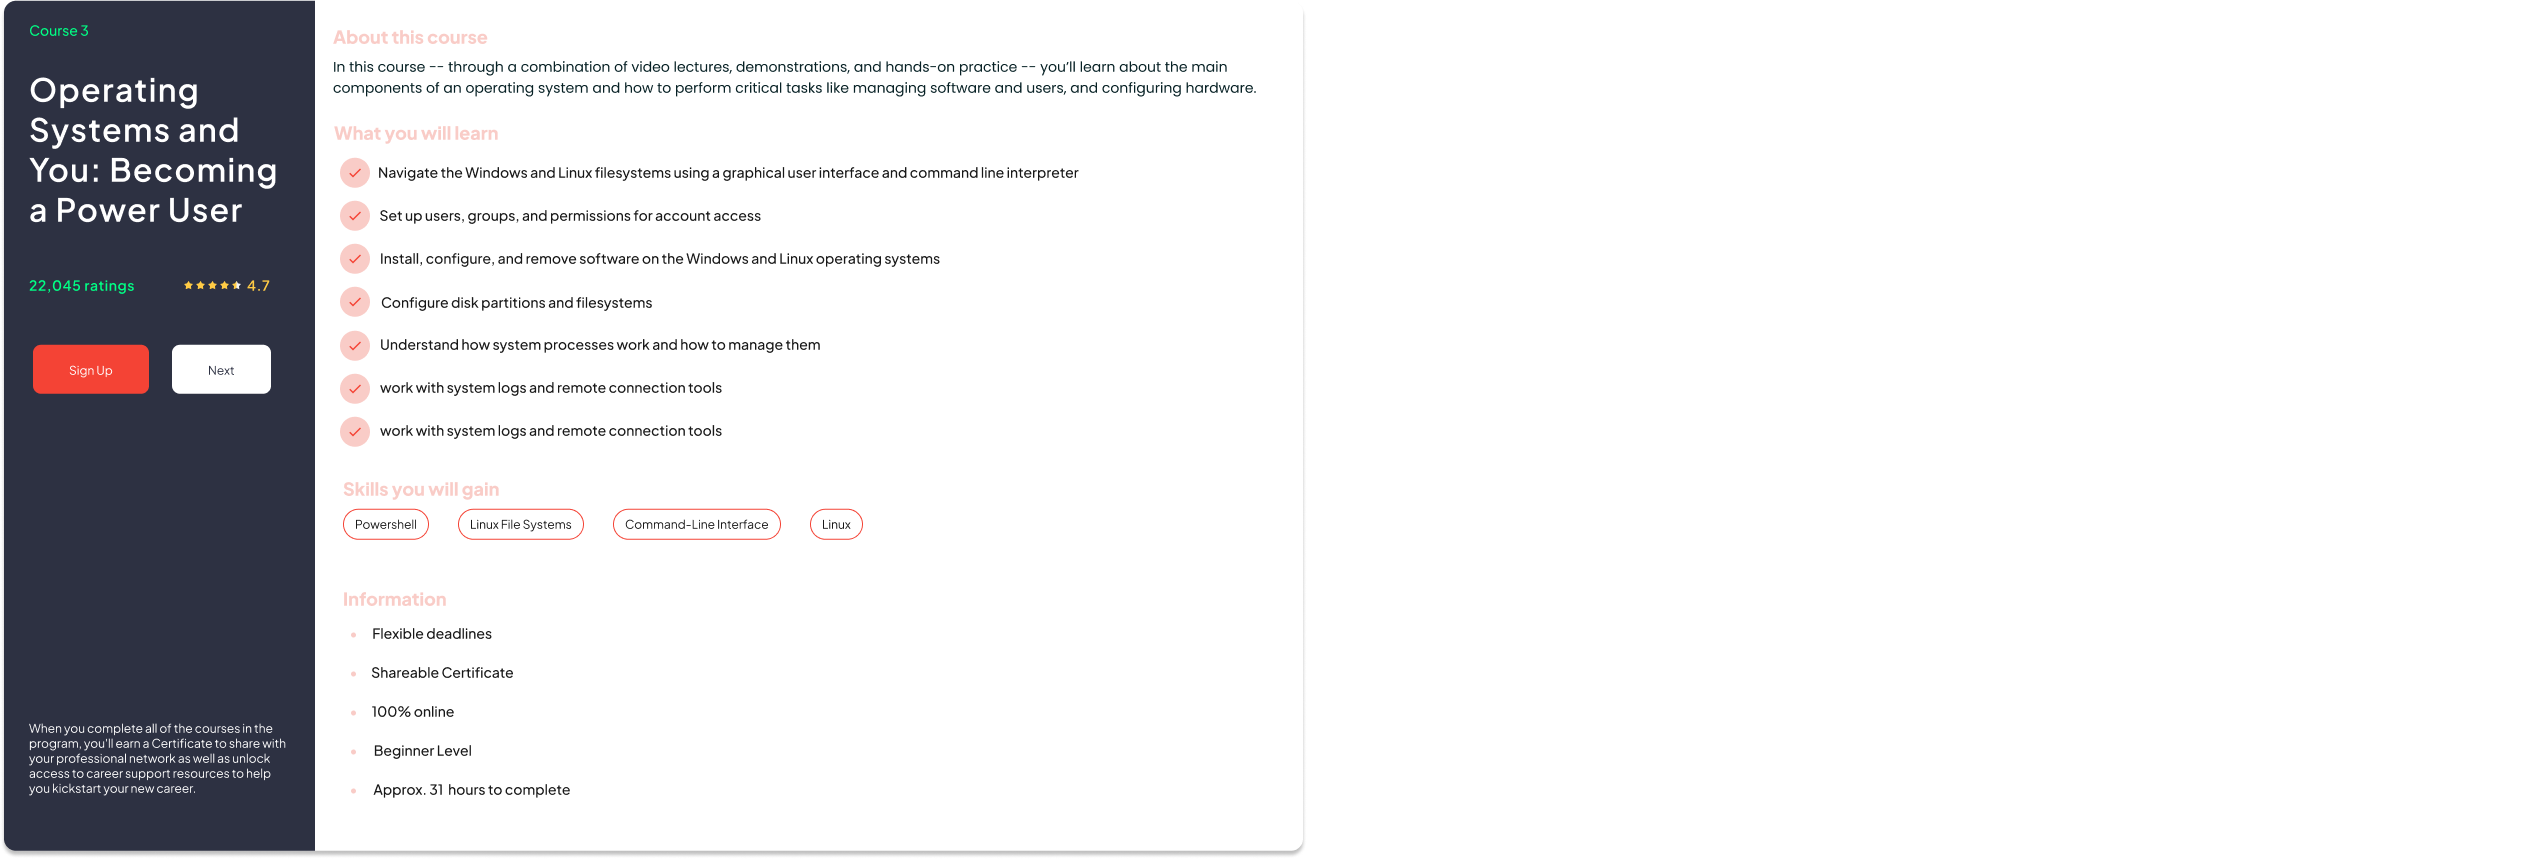 Course 3
Operating
Systems and
You: Becoming
a Power User
22,045 ratings
4.7
Sign Up
Next
When you complete all of the courses in the
program, you'll earn a Certificate to share with
your professional network as well as unlock
access to career support resources to help
you kickstart your new career.
About this course
In this course -- through a combination of video lectures, demonstrations, and hands-on practice -- you'll learn about the main
components of an operating system and how to perform critical tasks like managing software and users, and configuring hardware.
What you will learn
Navigate the Windows and Linux filesystems using a graphical user interface and command line interpreter
Set up users, groups, and permissions for account access
Install, configure, and remove software on the Windows and Linux operating systems
Configure disk partitions and filesystems
Understand how system processes work and how to manage them
work with system logs and remote connection tools
work with system logs and remote connection tools
Skills you will gain
Powershell
Linux File Systems
Command-Line Interface
Linux
Information
Flexible deadlines
Shareable Certificate
100% online
Beginner Level
Approx. 31 hours to complete